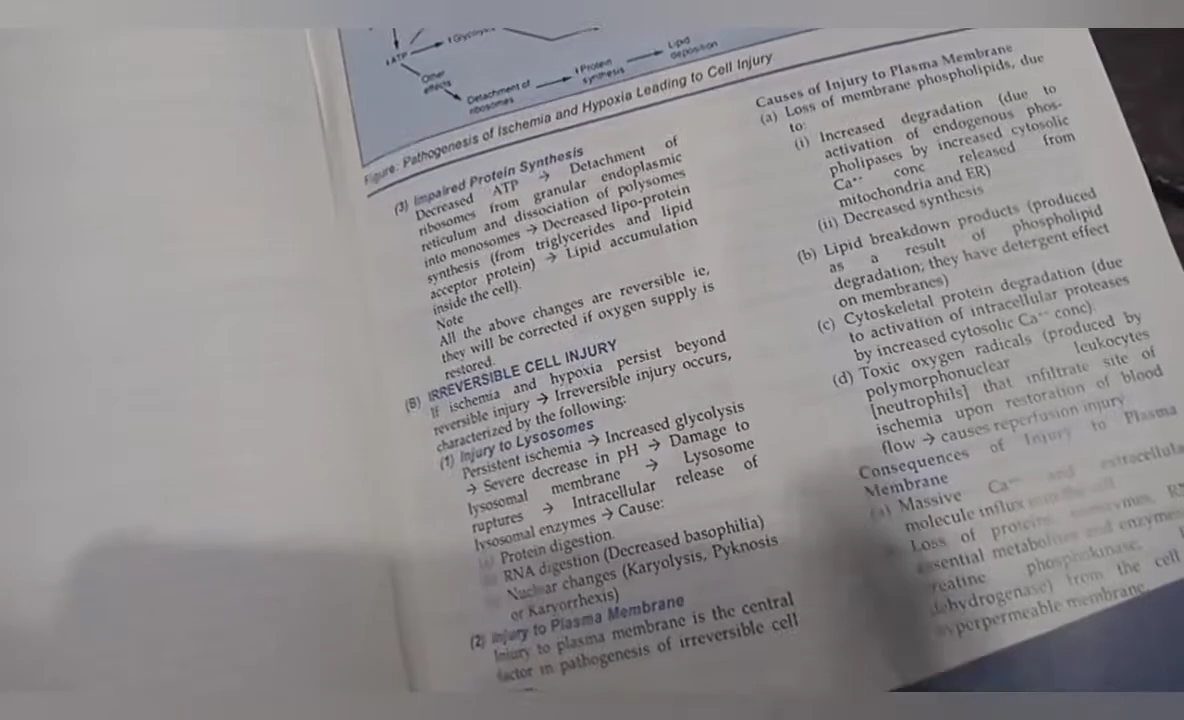 ↓ATP
↑Glycolysis
Other
effects
Detachment of
ribosomes
↓Protein
synthesis
Lipid
deposition
Figure: Pathogenesis of Ischemia and Hypoxia Leading to Cell Injury
(3) Impaired Protein Synthesis
Decreased ATP → Detachment of
ribosomes from granular endoplasmic
reticulum and dissociation of polysomes
into monosomes → Decreased lipo-protein
synthesis (from triglycerides and lipid
acceptor protein) → Lipid accumulation
inside the cell).
Note
All the above changes are reversible ie,
they will be corrected if oxygen supply is
restored.
(B) IRREVERSIBLE CELL INJURY
If ischemia and hypoxia persist beyond
reversible injury → Irreversible injury occurs,
characterized by the following:
(1) Injury to Lysosomes
Persistent ischemia → Increased glycolysis
→ Severe decrease in pH → Damage to
lysosomal membrane → Lysosome
ruptures → Intracellular release of
lysosomal enzymes → Cause:
Protein digestion.
RNA digestion (Decreased basophilia)
Nuclear changes (Karyolysis, Pyknosis
or Karyorrhexis)
(2) Injury to Plasma Membrane
Injury to plasma membrane is the central
factor in pathogenesis of irreversible cell
Causes of Injury to Plasma Membrane
(a) Loss of membrane phospholipids, due
to:
(i) Increased degradation (due to
activation of endogenous phos-
pholipases by increased cytosolic
Ca++ conc released from
mitochondria and ER)
(ii) Decreased synthesis
(b) Lipid breakdown products (produced
as a result of phospholipid
degradation; they have detergent effect
on membranes)
(c) Cytoskeletal protein degradation (due
to activation of intracellular proteases
by increased cytosolic Ca++ conc).
(d) Toxic oxygen radicals (produced by
polymorphonuclear leukocytes
[neutrophils] that infiltrate site of
ischemia upon restoration of blood
flow → causes reperfusion injury
Consequences of Injury to Plasma
Membrane
(a) Massive Ca++ and extracellula
molecule influx into the cell
Loss of proteins, enzymes, RN
essential metabolites and enzymes
creatine phosphokinase,
dehydrogenase) from the cell
hyperpermeable membrane.